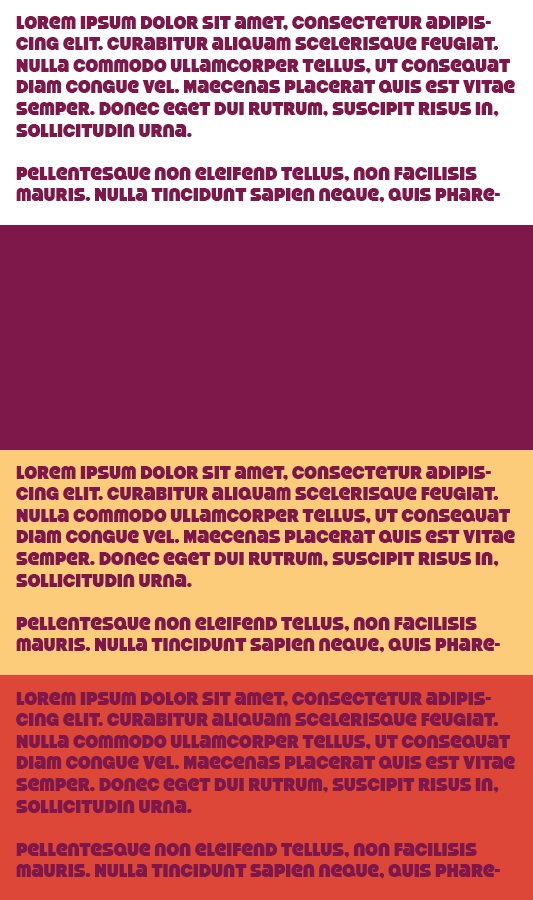 Lorem ipsum dolor sit amet, consectetur adipis-
cing elit. Curabitur aliquam scelerisque feugiat.
Nulla commodo ullamcorper tellus, ut consequat
diam congue vel. Maecenas placerat quis est vitae
semper. Donec eget dui rutrum, suscipit risus in,
sollicitudin urna.
Pellentesque non eleifend tellus, non facilisis
mauris. Nulla tincidunt sapien neque, quis phare-
Lorem ipsum dolor sit amet, consectetur adipis-
cing elit. Curabitur aliquam scelerisque feugiat.
Nulla commodo ullamcorper tellus, ut consequat
diam congue vel. Maecenas placerat quis est vitae
semper. Donec eget dui rutrum, suscipit risus in,
sollicitudin urna.
Pellentesque non eleifend tellus, non facilisis
mauris. Nulla tincidunt sapien neque, quis phare-
Lorem ipsum dolor sit amet, consectetur adipis-
cing elit. Curabitur aliquam scelerisque feugiat.
Nulla commodo ullamcorper tellus, ut consequat
diam congue vel. Maecenas placerat quis est vitae
semper. Donec eget dui rutrum, suscipit risus in,
sollicitudin urna.
Pellentesque non eleifend tellus, non facilisis
mauris. Nulla tincidunt sapien neque, quis phare-